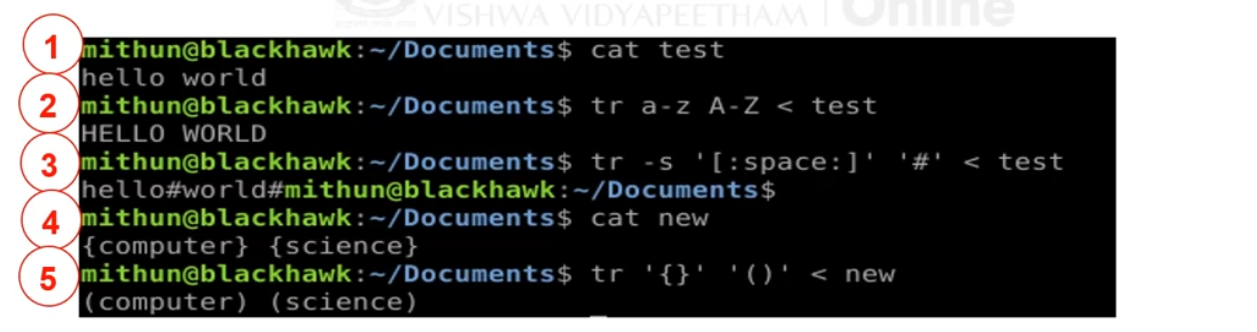 VISHWA VIDYAPEETHAM | Online
1 mithun@blackhawk:~/Documents$ cat test
hello world
2 mithun@blackhawk:~/Documents$ tr a-z A-Z < test
HELLO WORLD
3 mithun@blackhawk:~/Documents$ tr -s '[:space:]' '#' < test
hello#world#mithun@blackhawk:~/Documents$
4 mithun@blackhawk:~/Documents$ cat new
{computer} {science}
5 mithun@blackhawk:~/Documents$ tr '{}' '()' < new
(computer) (science)